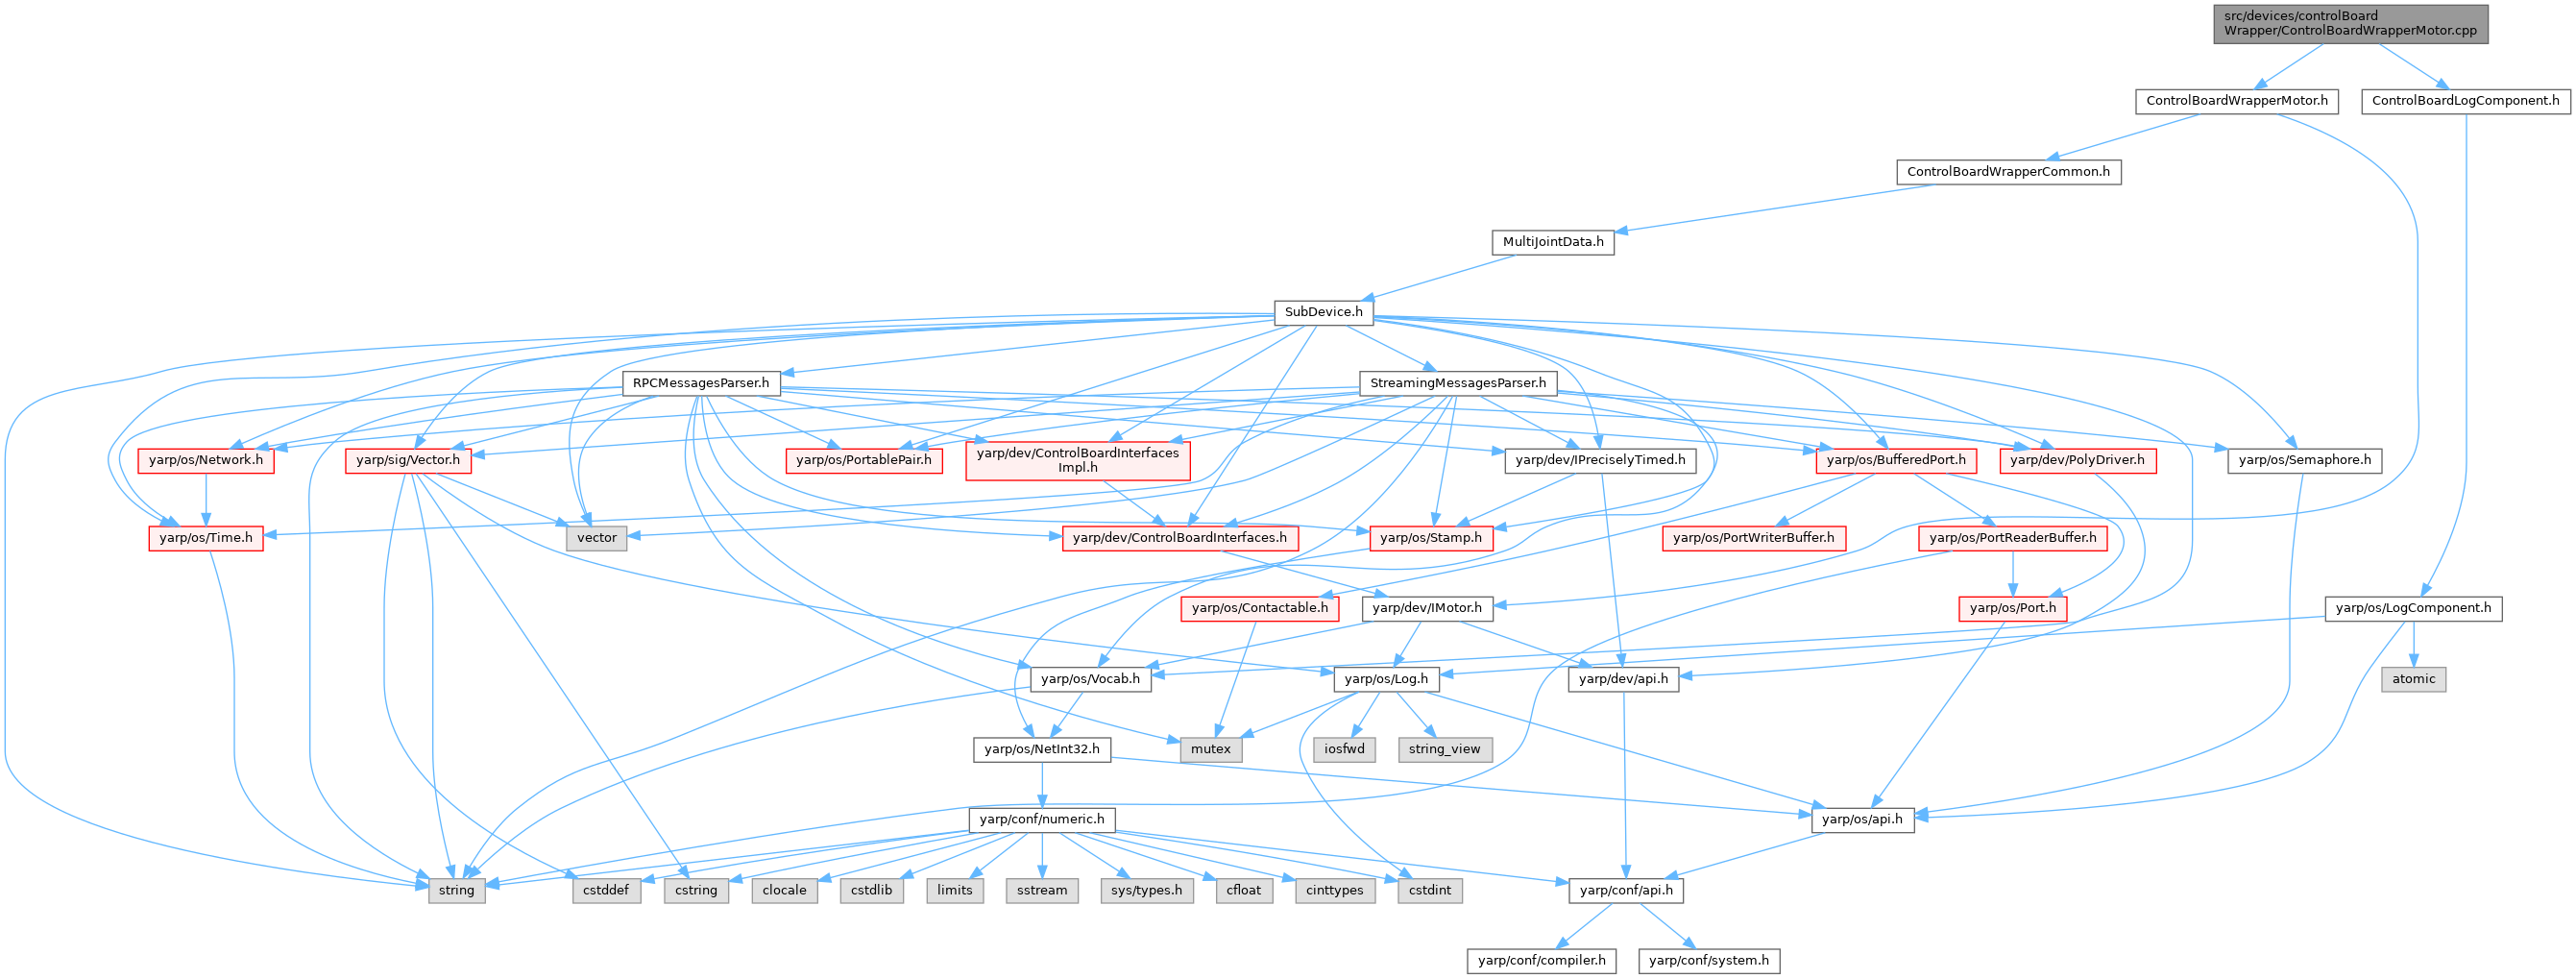 src/devices/controlBoard
Wrapper/ControlBoardWrapperMotor.cpp
ControlBoardWrapperMotor.h
ControlBoardLogComponent.h
ControlBoardWrapperCommon.h
MultiJointData.h
SubDevice.h
RPCMessagesParser.h
StreamingMessagesParser.h
yarp/os/Network.h
yarp/sig/Vector.h
yarp/os/PortablePair.h
yarp/dev/ControlBoardInterfaces
Impl.h
yarp/dev/IPreciselyTimed.h
yarp/os/BufferedPort.h
yarp/dev/PolyDriver.h
yarp/os/Semaphore.h
yarp/os/Time.h
vector
yarp/dev/ControlBoardInterfaces.h
yarp/os/Stamp.h
yarp/os/PortWriterBuffer.h
yarp/os/PortReaderBuffer.h
yarp/os/Contactable.h
yarp/dev/IMotor.h
yarp/os/Port.h
yarp/os/LogComponent.h
yarp/os/Vocab.h
yarp/os/Log.h
yarp/dev/api.h
atomic
yarp/os/NetInt32.h
mutex
iosfwd
string_view
yarp/conf/numeric.h
yarp/os/api.h
string
cstddef
cstring
clocale
cstdlib
limits
sstream
sys/types.h
cfloat
cinttypes
cstdint
yarp/conf/api.h
yarp/conf/compiler.h
yarp/conf/system.h